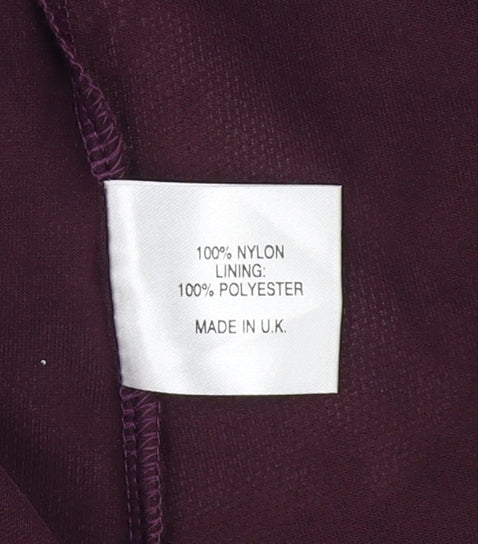 100% NYLON
LINING:
100% POLYESTER
MADE IN U.K.